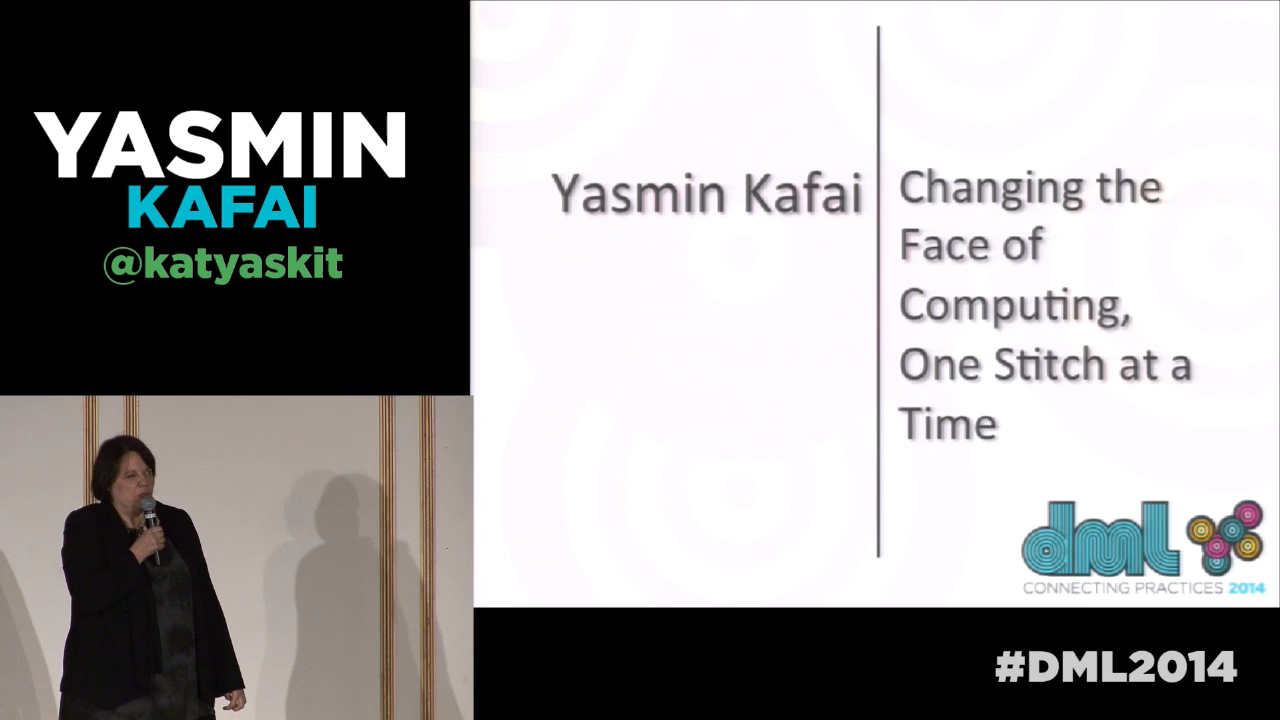 YASMIN
KAFAI
@katyaskit
Yasmin Kafai
Changing the
Face of
Computing,
One Stitch at a
Time
dml
CONNECTING PRACTICES 2014
#DML2014